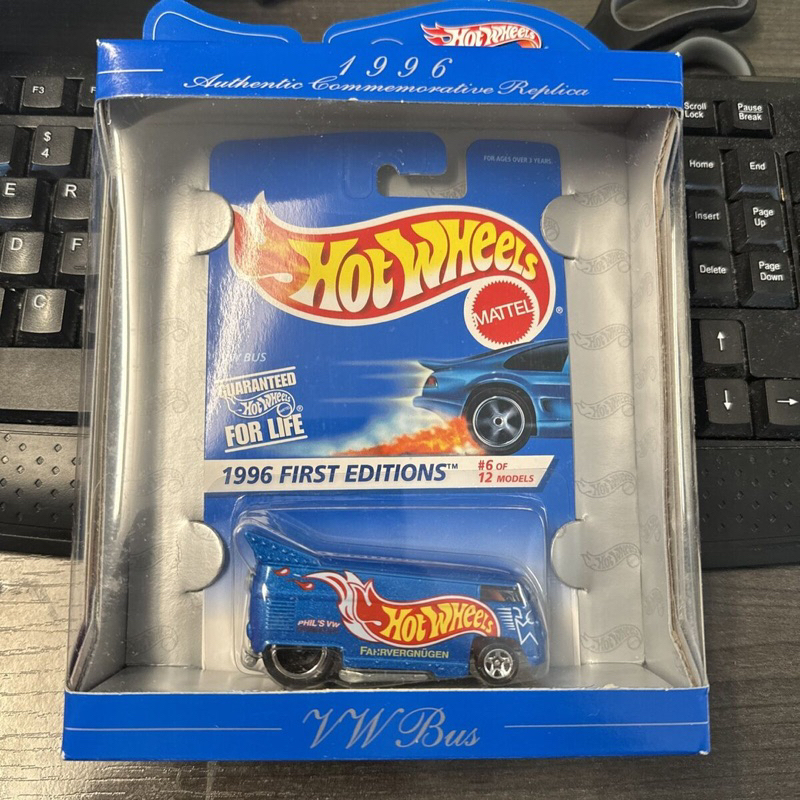 Hot Wheels
1996
Authentic Commemorative Replica
FOR AGES OVER 3 YEARS
HOT WHEELS ®
MATTEL
VW BUS
GUARANTEED
Hot Wheels ®
FOR LIFE
1996 FIRST EDITIONS™
#6 OF
12 MODELS
PHIL'S VW
HOT WHEELS
FAHRVERGNÜGEN
VW Bus
F3
$
4
E
R
D
F
C
Scroll
Lock
Pause
Break
Home
End
Insert
Page
Up
Delete
Page
Down
↑
↓
→